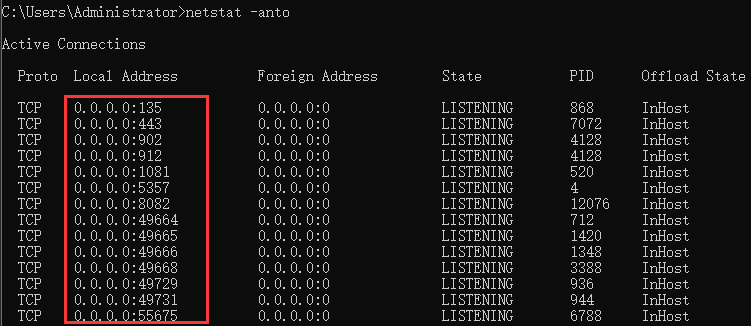 C:\Users\Administrator>netstat -anto
Active Connections
Proto Local Address Foreign Address State PID Offload State
TCP 0.0.0.0:135 0.0.0.0:0 LISTENING 868 InHost
TCP 0.0.0.0:443 0.0.0.0:0 LISTENING 7072 InHost
TCP 0.0.0.0:902 0.0.0.0:0 LISTENING 4128 InHost
TCP 0.0.0.0:912 0.0.0.0:0 LISTENING 4128 InHost
TCP 0.0.0.0:1081 0.0.0.0:0 LISTENING 520 InHost
TCP 0.0.0.0:5357 0.0.0.0:0 LISTENING 4 InHost
TCP 0.0.0.0:8082 0.0.0.0:0 LISTENING 12076 InHost
TCP 0.0.0.0:49664 0.0.0.0:0 LISTENING 712 InHost
TCP 0.0.0.0:49665 0.0.0.0:0 LISTENING 1420 InHost
TCP 0.0.0.0:49666 0.0.0.0:0 LISTENING 1348 InHost
TCP 0.0.0.0:49668 0.0.0.0:0 LISTENING 3388 InHost
TCP 0.0.0.0:49729 0.0.0.0:0 LISTENING 936 InHost
TCP 0.0.0.0:49731 0.0.0.0:0 LISTENING 944 InHost
TCP 0.0.0.0:55675 0.0.0.0:0 LISTENING 6788 InHost